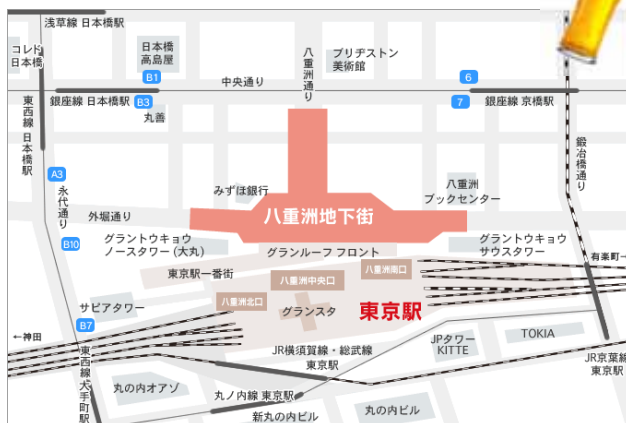 浅草線 日本橋駅
コレド
日本橋
日本橋
高島屋
八重洲通り
ブリヂストン
美術館
B1
中央通り
6
銀座線 日本橋駅
B3
丸善
7
銀座線 京橋駅
東西線 日本橋駅
鍛冶橋通り
A3
永代通り
みずほ銀行
八重洲
ブックセンター
外堀通り
八重洲地下街
B10
グラントウキョウ
ノースタワー (大丸)
グランルーフ フロント
グラントウキョウ
サウスタワー
有楽町→
東京駅一番街
八重洲中央口
八重洲南口
八重洲北口
サピアタワー
グランスタ
東京駅
B7
←神田
東西線 大手町駅
JR横須賀線・総武線
東京駅
JPタワー
KITTE
TOKIA
JR京葉線
東京駅
丸の内オアゾ
丸ノ内線 東京駅
新丸の内ビル
丸の内ビル